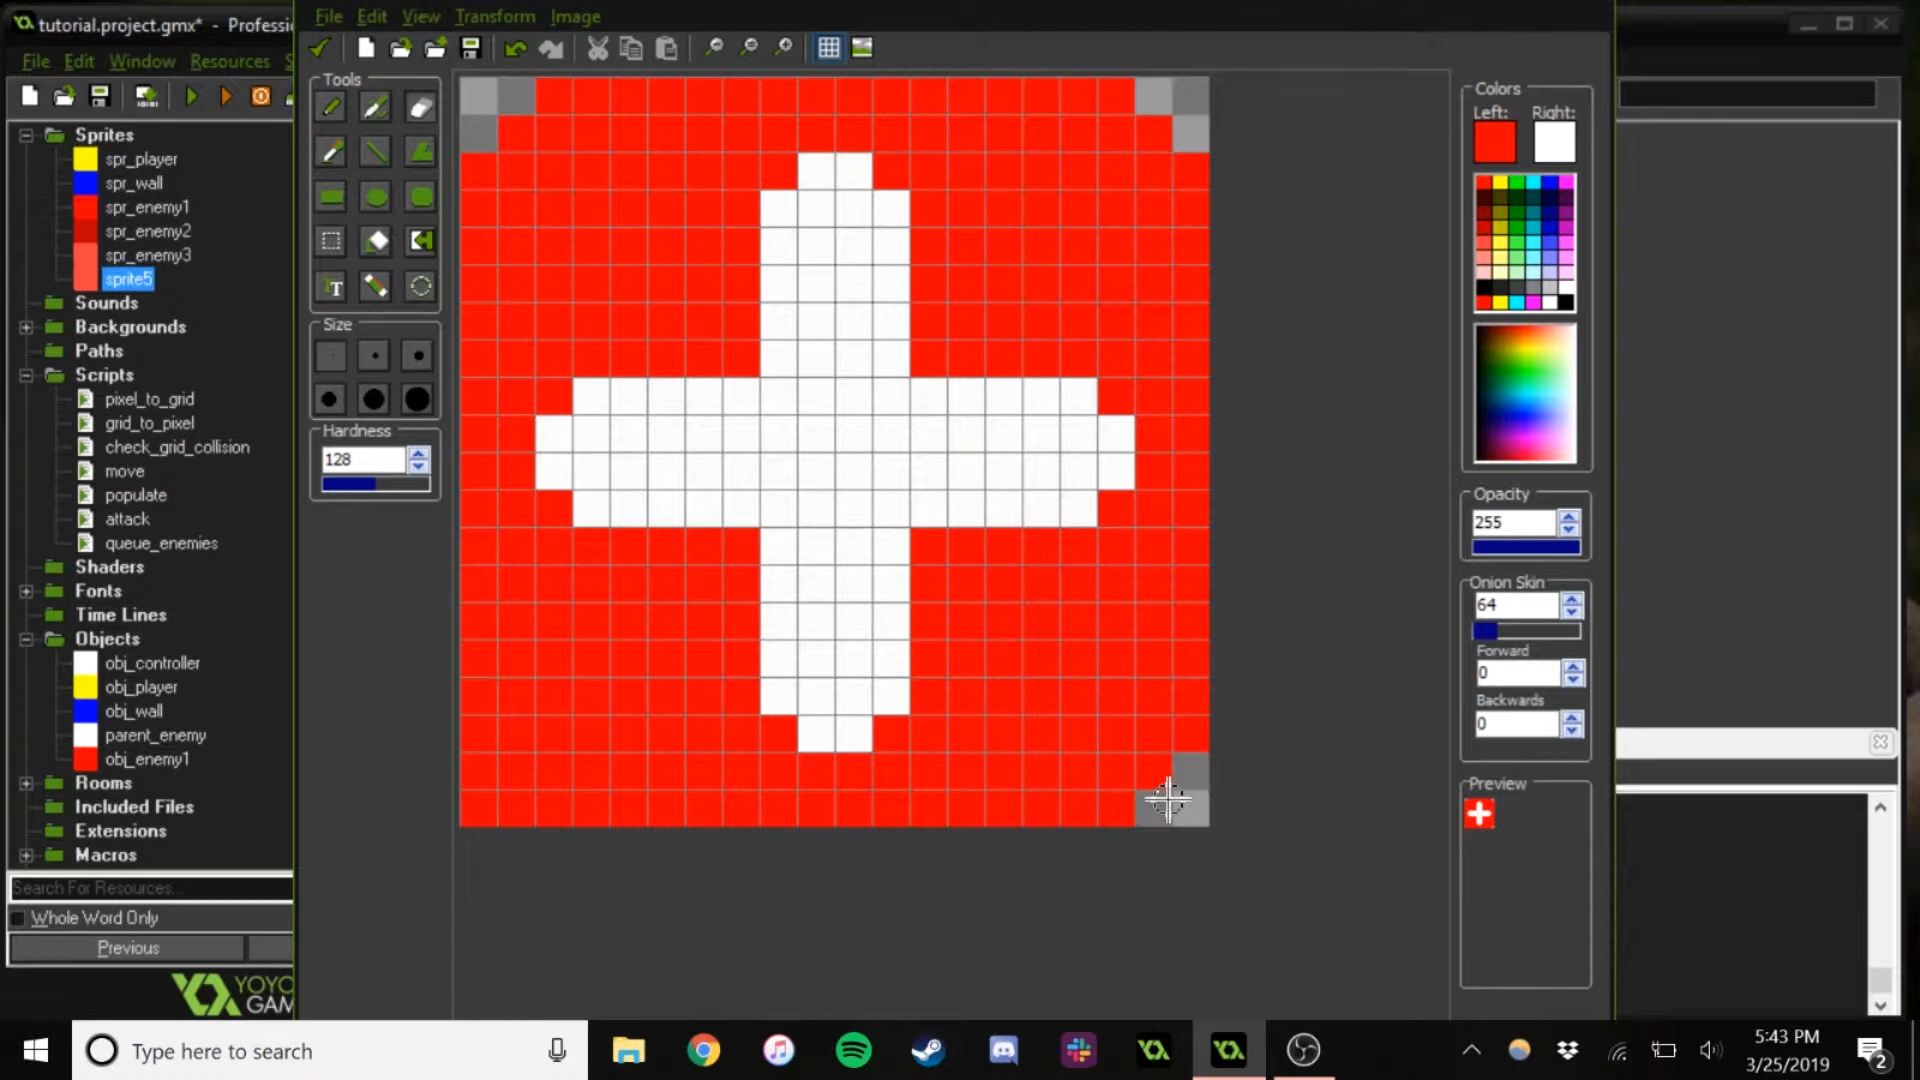 tutorial.project.gmx* - Professi
File Edit Window Resources S
Sprites
spr_player
spr_wall
spr_enemy1
spr_enemy2
spr_enemy3
sprite5
Sounds
Backgrounds
Paths
Scripts
pixel_to_grid
grid_to_pixel
check_grid_collision
move
populate
attack
queue_enemies
Shaders
Fonts
Time Lines
Objects
obj_controller
obj_player
obj_wall
parent_enemy
obj_enemy1
Rooms
Included Files
Extensions
Macros
Search For Resources...
Whole Word Only
Previous
YOYO
GAM
File Edit View Transform Image
Tools
T
Size
Hardness
128
Colors
Left: Right:
Opacity
255
Onion Skin
64
Forward
0
Backwards
0
Preview
Type here to search
5:43 PM
3/25/2019
2